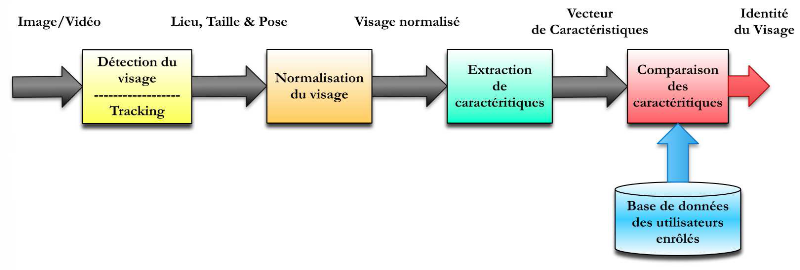 Image/Vidéo
Lieu, Taille & Pose
Visage normalisé
Vecteur
de Caractéristiques
Identité
du Visage
Détection du
visage
------------------
Tracking
Normalisation
du visage
Extraction
de
caractéritiques
Comparaison
des
caractéritiques
Base de données
des utilisateurs
enrôlés